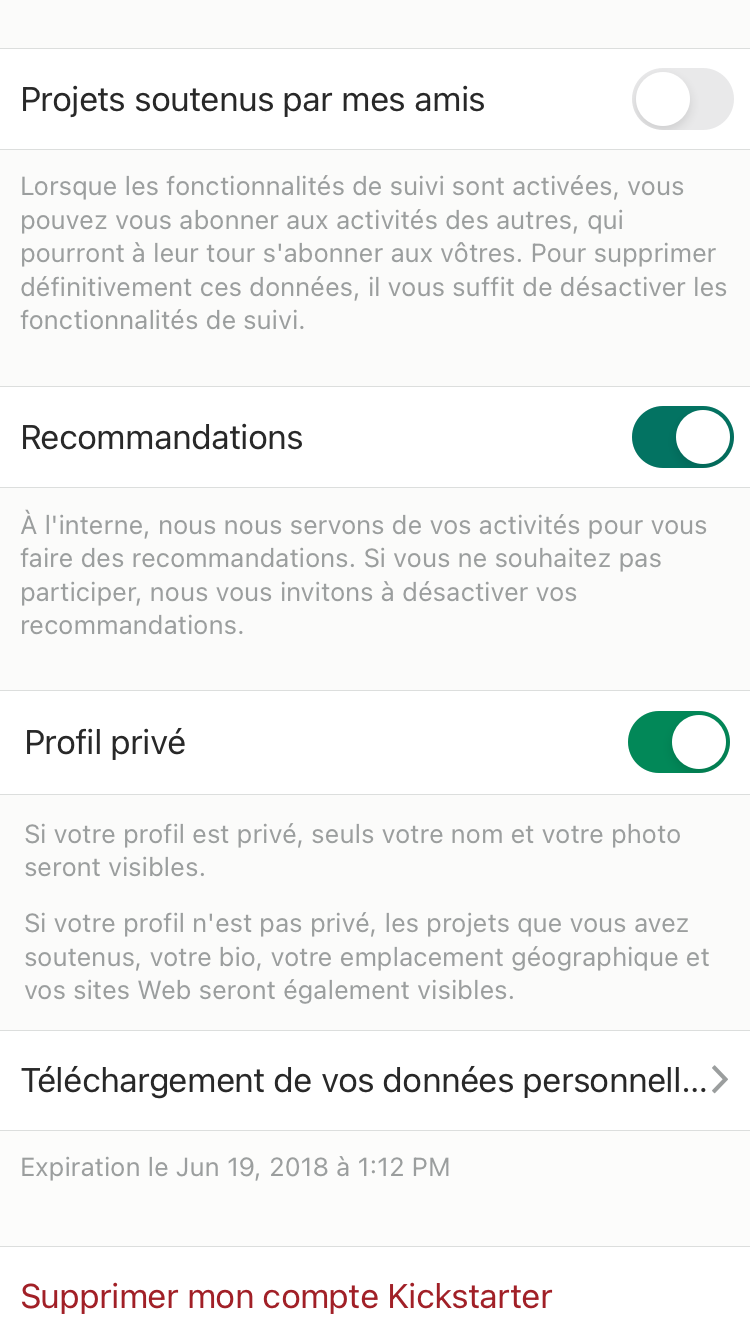 Projets soutenus par mes amis
Lorsque les fonctionnalités de suivi sont activées, vous
pouvez vous abonner aux activités des autres, qui
pourront à leur tour s'abonner aux vôtres. Pour supprimer
définitivement ces données, il vous suffit de désactiver les
fonctionnalités de suivi.
Recommandations
À l'interne, nous nous servons de vos activités pour vous
faire des recommandations. Si vous ne souhaitez pas
participer, nous vous invitons à désactiver vos
recommandations.
Profil privé
Si votre profil est privé, seuls votre nom et votre photo
seront visibles.
Si votre profil n'est pas privé, les projets que vous avez
soutenus, votre bio, votre emplacement géographique et
vos sites Web seront également visibles.
Téléchargement de vos données personnell...
Expiration le Jun 19, 2018 à 1:12 PM
Supprimer mon compte Kickstarter